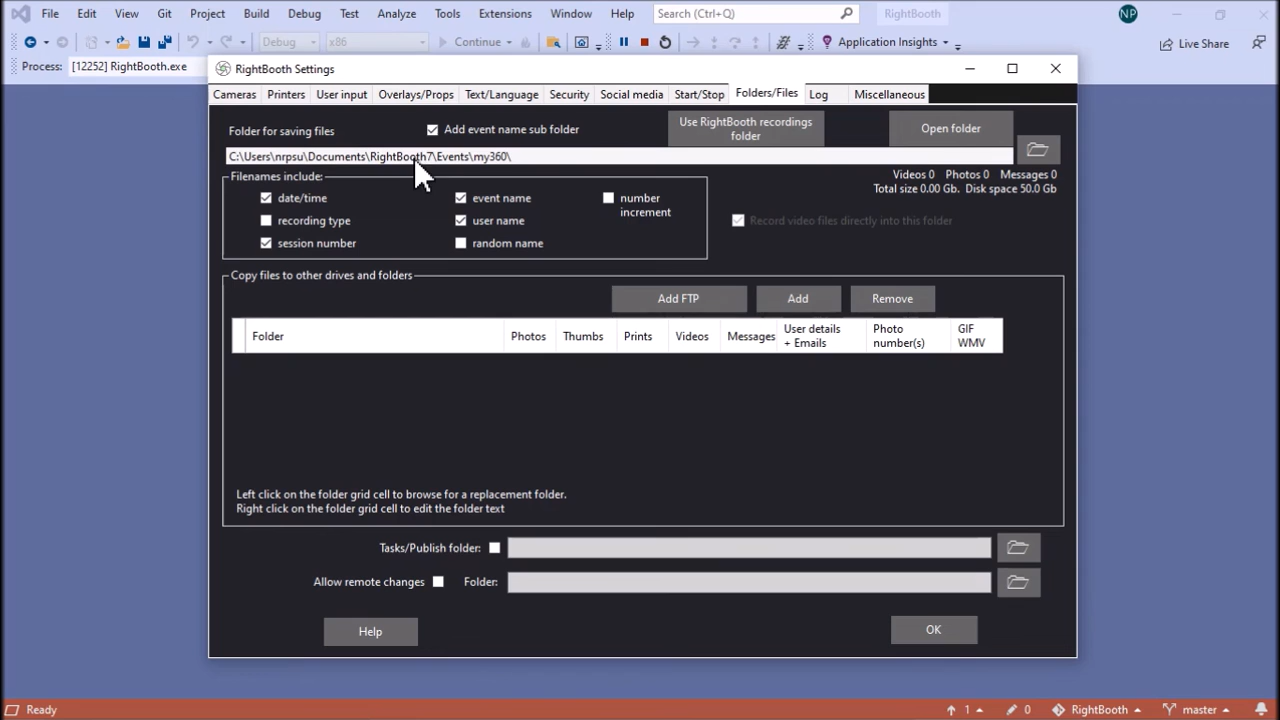 File Edit View Git Project Build Debug Test Analyze Tools Extensions Window Help Search (Ctrl+Q) RightBooth NP
Debug x86 Continue Application Insights Live Share
Process: [12252] RightBooth.exe
RightBooth Settings
Cameras Printers User input Overlays/Props Text/Language Security Social media Start/Stop Folders/Files Log Miscellaneous
Folder for saving files Add event name sub folder Use RightBooth recordings folder Open folder
C:\Users\nrpsu\Documents\RightBooth7\Events\my360\
Videos 0 Photos 0 Messages 0
Total size 0.00 Gb. Disk space 50.0 Gb
Filenames include:
date/time event name number increment
recording type user name
session number random name
Record video files directly into this folder
Copy files to other drives and folders
Add FTP Add Remove
Folder Photos Thumbs Prints Videos Messages User details + Emails Photo number(s) GIF WMV
Left click on the folder grid cell to browse for a replacement folder.
Right click on the folder grid cell to edit the folder text
Tasks/Publish folder:
Allow remote changes Folder:
Help OK
Ready 1 0 RightBooth master